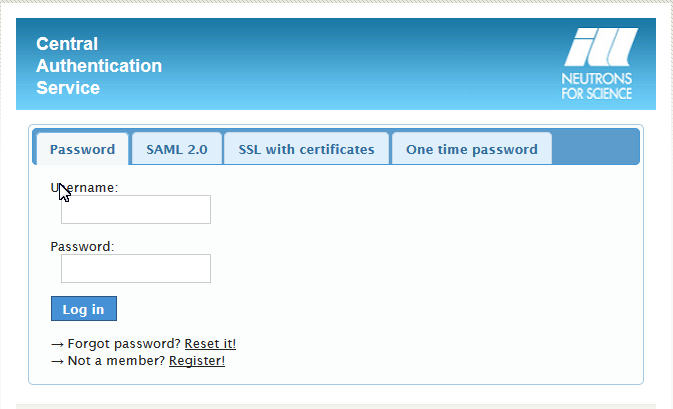 Central
Authentication
Service
ill
NEUTRONS
FOR SCIENCE
Password SAML 2.0 SSL with certificates One time password
Username:
Password:
Log in
→ Forgot password? Reset it!
→ Not a member? Register!